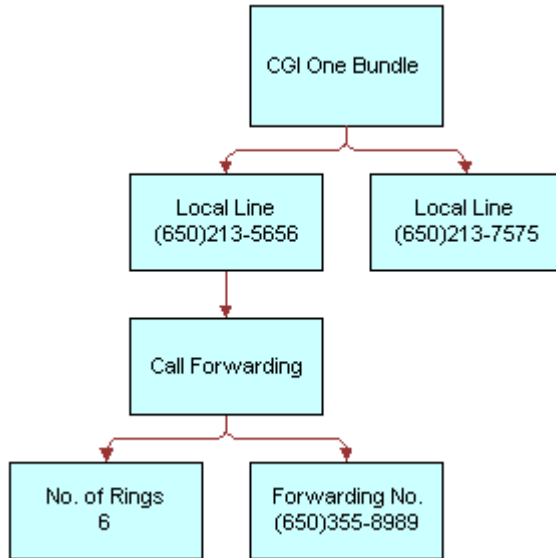 CGI One Bundle
Local Line
(650)213-5656
Local Line
(650)213-7575
Call Forwarding
No. of Rings
6
Forwarding No.
(650)355-8989